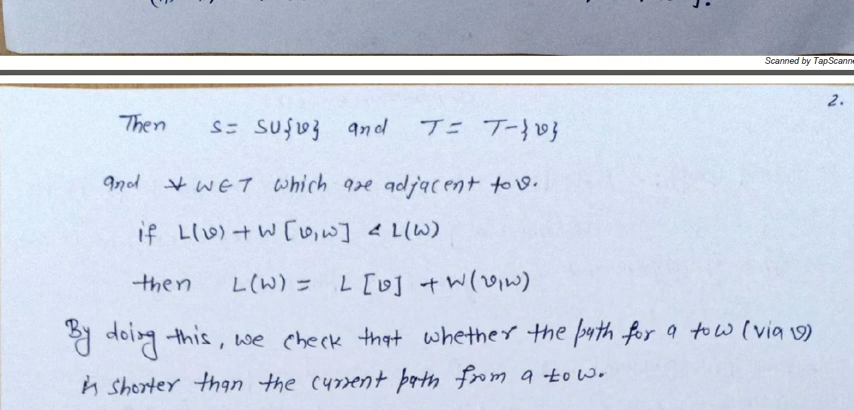 Scanned by TapScann
2.
Then S= SU{v} and T= T-{v}
and ∀ W∈T which are adjacent to v.
if L(v) + W [v,w] < L(w)
then L(w) = L [v] + W(v,w)
By doing this, we check that whether the path for a to w (via v)
is shorter than the current path from a to w.